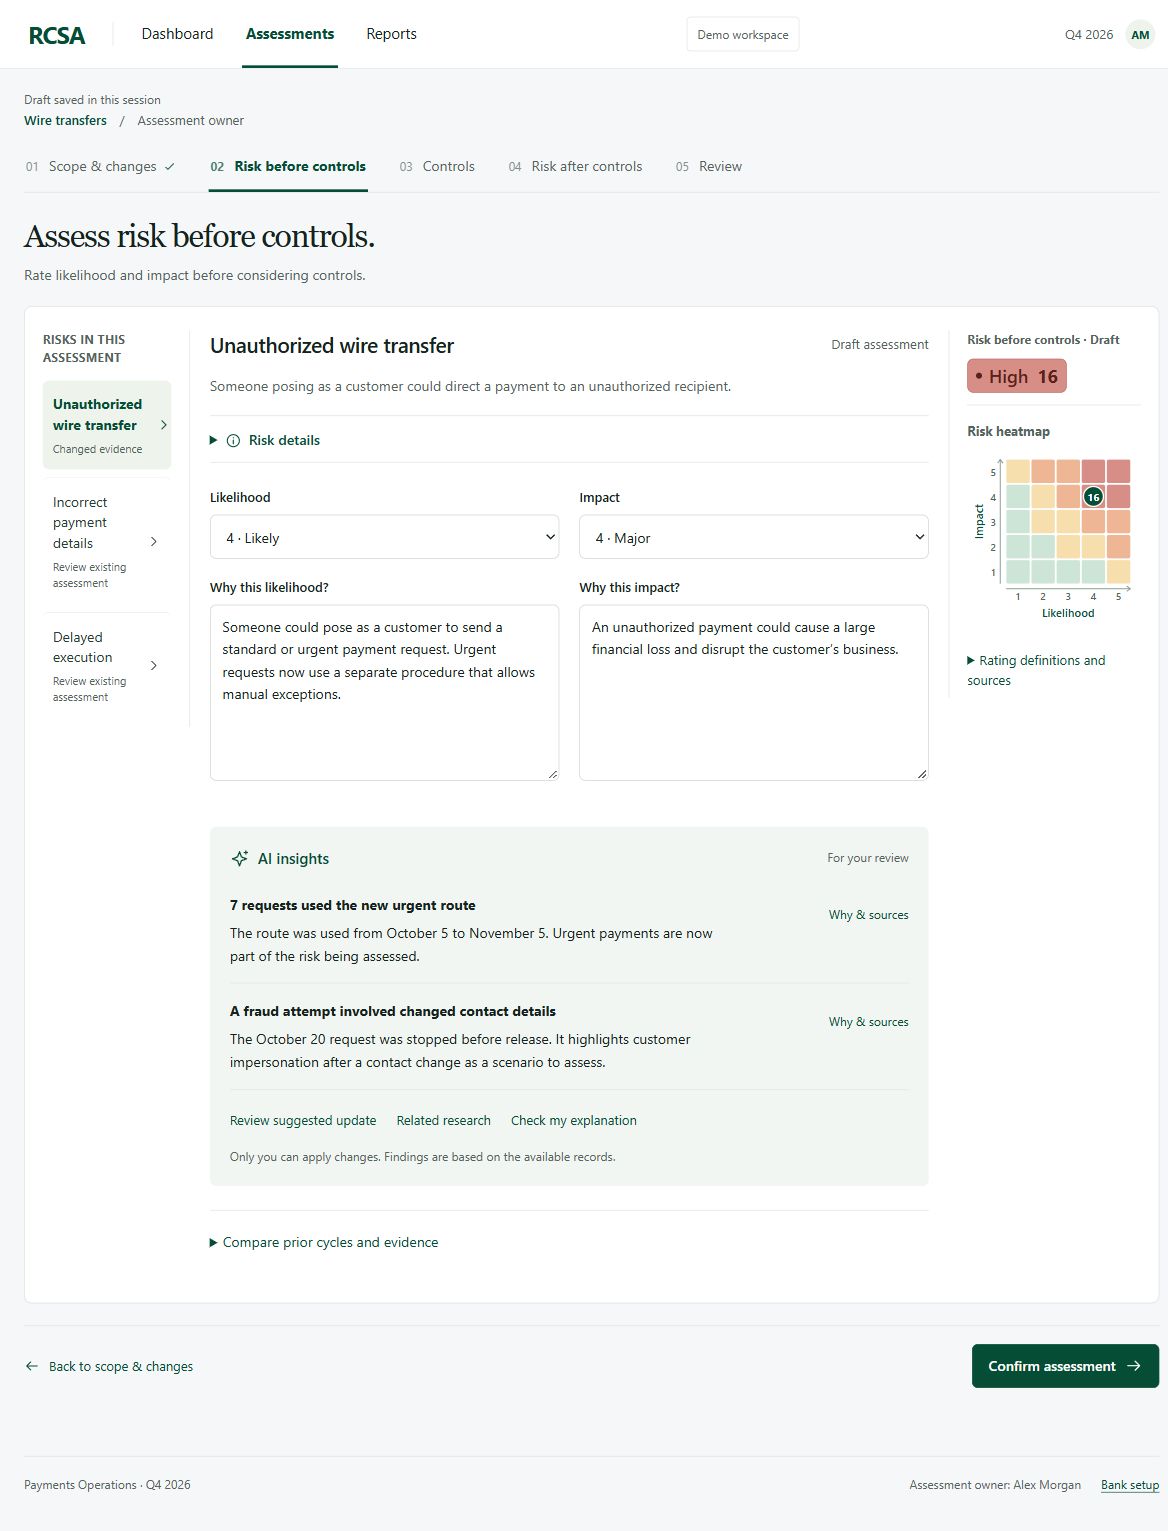 RCSA
Dashboard
Assessments
Reports
Demo workspace
Q4 2026
AM
Draft saved in this session
Wire transfers / Assessment owner
01 Scope & changes
02 Risk before controls
03 Controls
04 Risk after controls
05 Review
Assess risk before controls.
Rate likelihood and impact before considering controls.
RISKS IN THIS
ASSESSMENT
Unauthorized
wire transfer
Changed evidence
Incorrect
payment
details
Review existing
assessment
Delayed
execution
Review existing
assessment
Unauthorized wire transfer
Draft assessment
Someone posing as a customer could direct a payment to an unauthorized recipient.
Risk details
Likelihood
4 · Likely
Impact
4 · Major
Why this likelihood?
Someone could pose as a customer to send a
standard or urgent payment request. Urgent
requests now use a separate procedure that allows
manual exceptions.
Why this impact?
An unauthorized payment could cause a large
financial loss and disrupt the customer's business.
AI insights
For your review
7 requests used the new urgent route
Why & sources
The route was used from October 5 to November 5. Urgent payments are now
part of the risk being assessed.
A fraud attempt involved changed contact details
Why & sources
The October 20 request was stopped before release. It highlights customer
impersonation after a contact change as a scenario to assess.
Review suggested update
Related research
Check my explanation
Only you can apply changes. Findings are based on the available records.
Compare prior cycles and evidence
Risk before controls · Draft
• High 16
Risk heatmap
Impact
5
4
3
2
1
16
1 2 3 4 5
Likelihood
Rating definitions and
sources
Back to scope & changes
Confirm assessment
Payments Operations · Q4 2026
Assessment owner: Alex Morgan
Bank setup